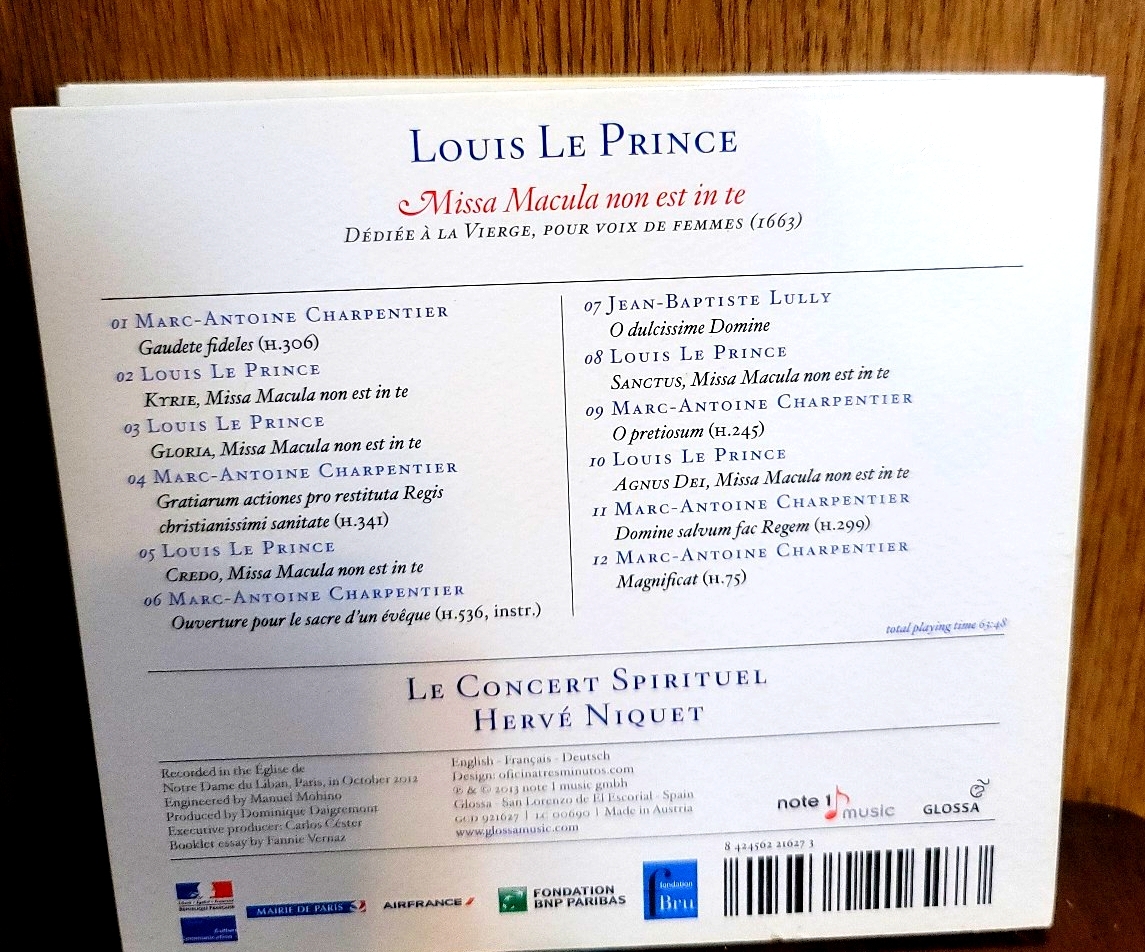 Louis Le Prince
Missa Macula non est in te
Dédiée à la Vierge, pour voix de femmes (1663)
01 Marc-Antoine Charpentier
Gaudete fideles (H.306)
02 Louis Le Prince
Kyrie, Missa Macula non est in te
03 Louis Le Prince
Gloria, Missa Macula non est in te
04 Marc-Antoine Charpentier
Gratiarum actiones pro restituta Regis
christianissimi sanitate (H.341)
05 Louis Le Prince
Credo, Missa Macula non est in te
06 Marc-Antoine Charpentier
Ouverture pour le sacre d'un évêque (H.536, instr.)
07 Jean-Baptiste Lully
O dulcissime Domine
08 Louis Le Prince
Sanctus, Missa Macula non est in te
09 Marc-Antoine Charpentier
O pretiosum (H.245)
10 Louis Le Prince
Agnus Dei, Missa Macula non est in te
11 Marc-Antoine Charpentier
Domine salvum fac Regem (H.299)
12 Marc-Antoine Charpentier
Magnificat (H.75)
total playing time 63:48
Le Concert Spirituel
Hervé Niquet
Recorded in the Église de
Notre Dame du Liban, Paris, in October 2012
Engineered by Manuel Mohino
Produced by Dominique Daigremont
Executive producer: Carlos Céster
Booklet essay by Fannie Vernaz
English · Français · Deutsch
Design: oficinatresminutos.com
℗ & © 2013 note 1 music gmbh
Glossa · San Lorenzo de El Escorial · Spain
GCD 921627 | LC 00690 | Made in Austria
www.glossamusic.com
note 1 music
GLOSSA
8 424562 21627 3
RÉPUBLIQUE FRANÇAISE
MAIRIE DE PARIS
AIRFRANCE
FONDATION
BNP PARIBAS
fondation
Bru